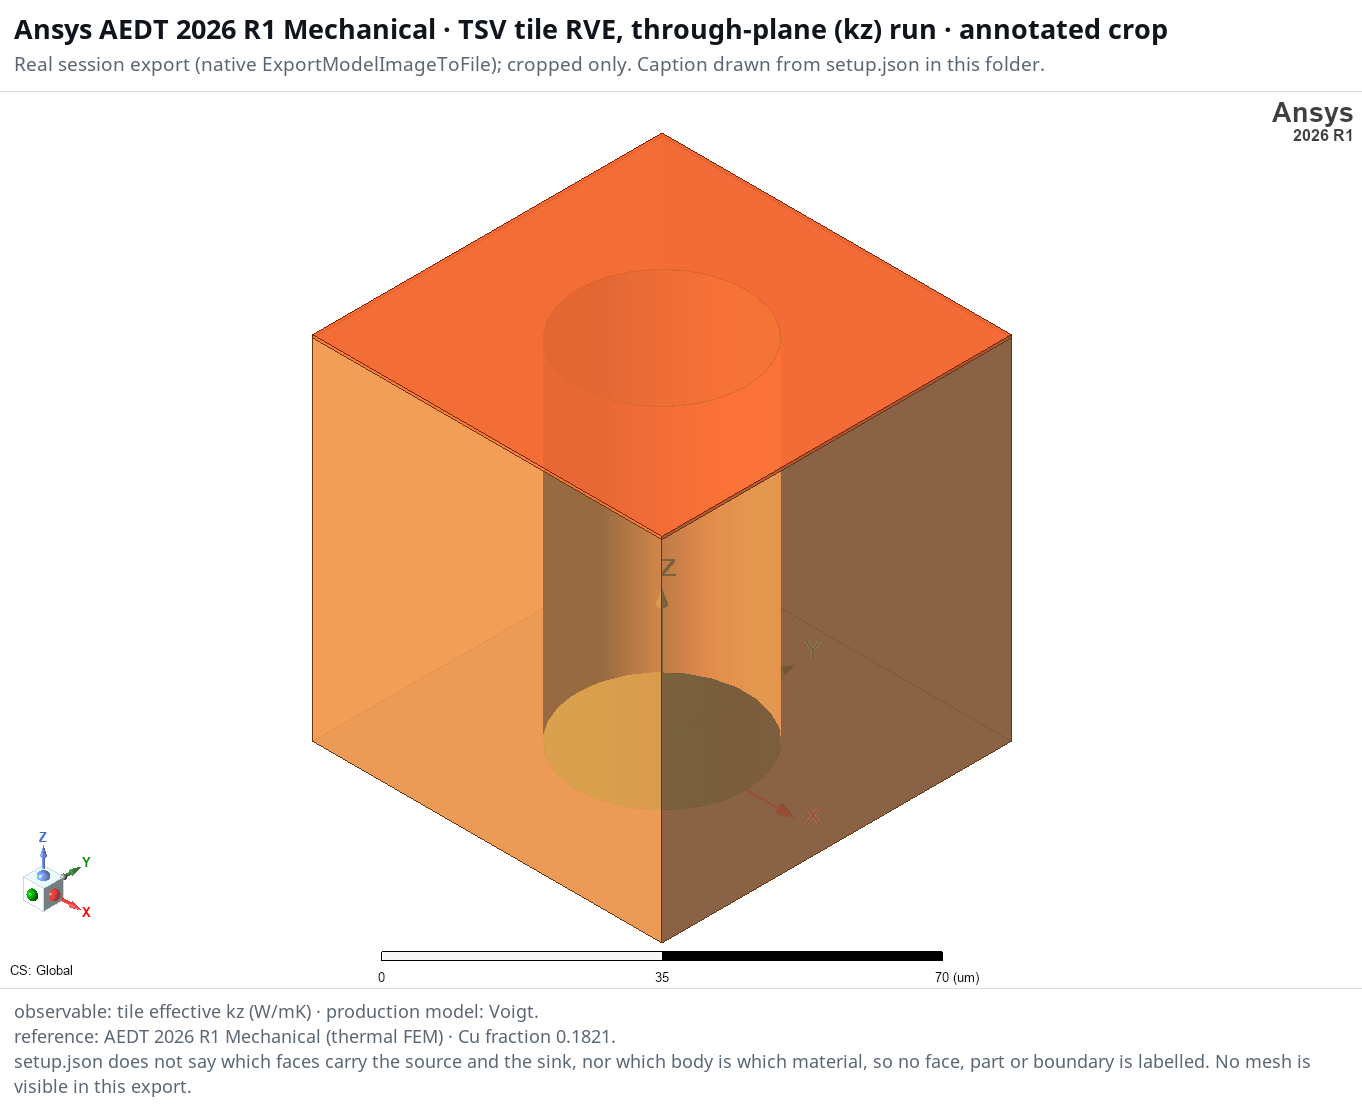 Ansys AEDT 2026 R1 Mechanical · TSV tile RVE, through-plane (kz) run · annotated crop
Real session export (native ExportModelImageToFile); cropped only. Caption drawn from setup.json in this folder.
Ansys
2026 R1
Z
Y
X
Z
Y
X
CS: Global
0
35
70 (um)
observable: tile effective kz (W/mK) · production model: Voigt.
reference: AEDT 2026 R1 Mechanical (thermal FEM) · Cu fraction 0.1821.
setup.json does not say which faces carry the source and the sink, nor which body is which material, so no face, part or boundary is labelled. No mesh is
visible in this export.